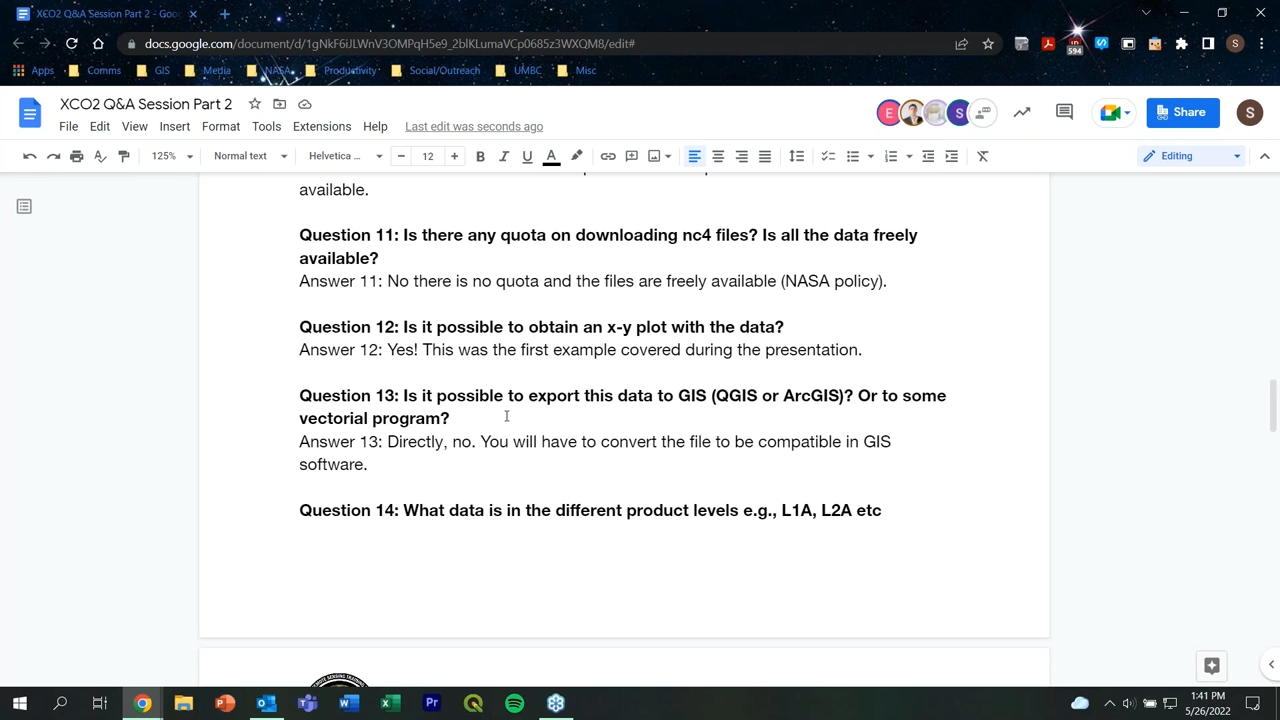 XCO2 Q&A Session Part 2 - Goo
docs.google.com/document/d/1gNkF6iJLWnV3OMPqH5e9_2blKLumaVCp0685z3WXQM8/edit#
594
S
Apps Comms GIS Media NASA Productivity Social/Outreach UMBC Misc
XCO2 Q&A Session Part 2
E S Share S
File Edit View Insert Format Tools Extensions Help Last edit was seconds ago
125% Normal text Helvetica ... 12 B I U A Editing
available.
Question 11: Is there any quota on downloading nc4 files? Is all the data freely
available?
Answer 11: No there is no quota and the files are freely available (NASA policy).
Question 12: Is it possible to obtain an x-y plot with the data?
Answer 12: Yes! This was the first example covered during the presentation.
Question 13: Is it possible to export this data to GIS (QGIS or ArcGIS)? Or to some
vectorial program?
Answer 13: Directly, no. You will have to convert the file to be compatible in GIS
software.
Question 14: What data is in the different product levels e.g., L1A, L2A etc
1:41 PM
5/26/2022